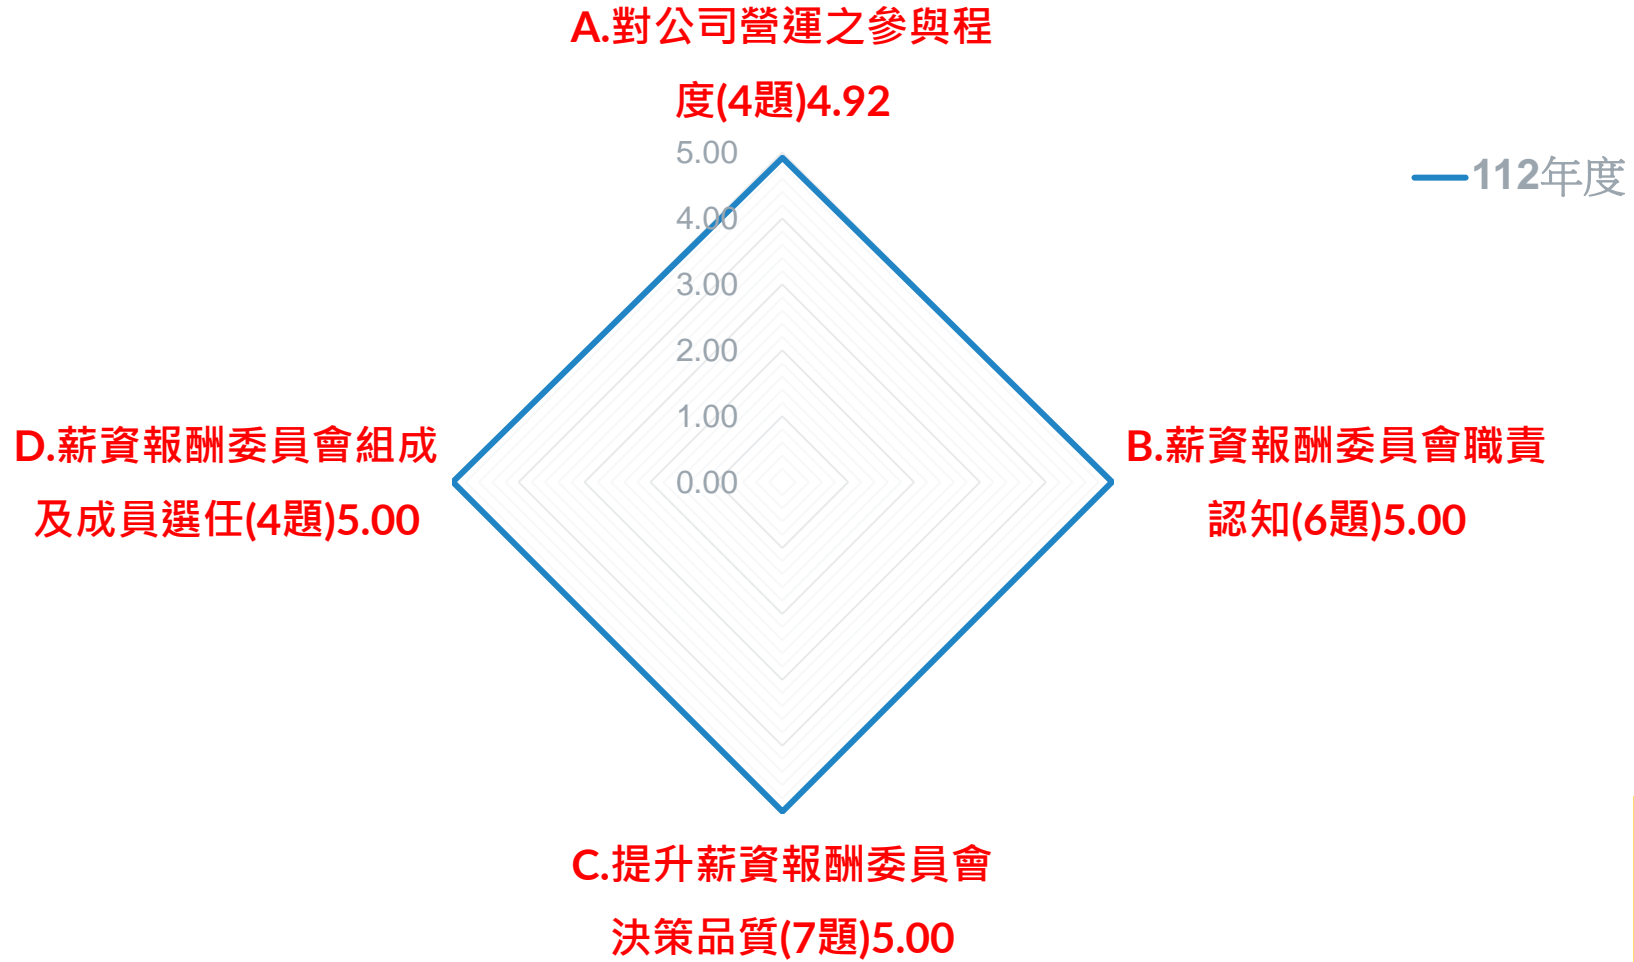 A.對公司營運之參與程
度(4題)4.92
5.00
112年度
4.00
3.00
2.00
1.00
0.00
D.薪資報酬委員會組成
及成員選任(4題)5.00
B.薪資報酬委員會職責
認知(6題)5.00
C.提升薪資報酬委員會
決策品質(7題)5.00